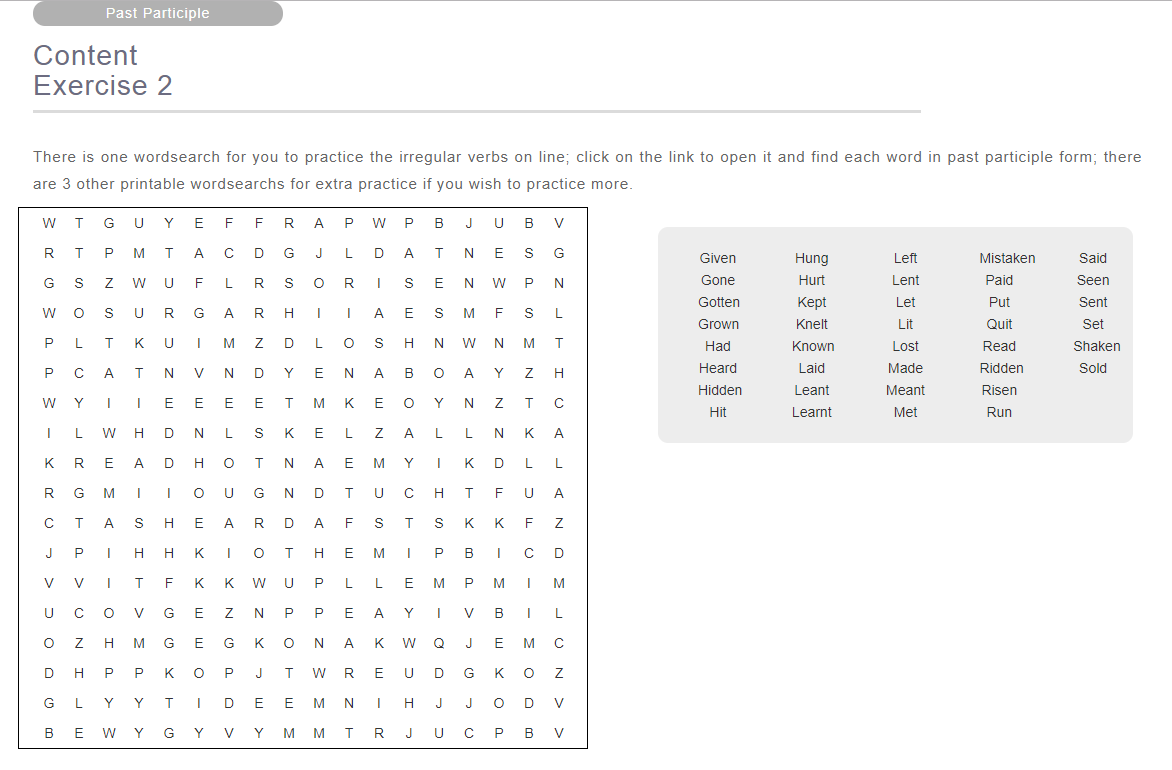 Past Participle
Content
Exercise 2
There is one wordsearch for you to practice the irregular verbs on line; click on the link to open it and find each word in past participle form; there
are 3 other printable wordsearchs for extra practice if you wish to practice more.
W T G U Y E F F R A P W P B J U B V
R T P M T A C D G J L D A T N E S G
G S Z W U F L R S O R I S E N W P N
W O S U R G A R H I I A E S M F S L
P L T K U I M Z D L O S H N W N M T
P C A T N V N D Y E N A B O A Y Z H
W Y I I E E E E T M K E O Y N Z T C
I L W H D N L S K E L Z A L L N K A
K R E A D H O T N A E M Y I K D L L
R G M I I O U G N D T U C H T F U A
C T A S H E A R D A F S T S K K F Z
J P I H H K I O T H E M I P B I C D
V V I T F K K W U P L L E M P M I M
U C O V G E Z N P P E A Y I V B I L
O Z H M G E G K O N A K W Q J E M C
D H P P K O P J T W R E U D G K O Z
G L Y Y T I D E E M N I H J J O D V
B E W Y G Y V Y M M T R J U C P B V
Given Hung Left Mistaken Said
Gone Hurt Lent Paid Seen
Gotten Kept Let Put Sent
Grown Knelt Lit Quit Set
Had Known Lost Read Shaken
Heard Laid Made Ridden Sold
Hidden Leant Meant Risen
Hit Learnt Met Run